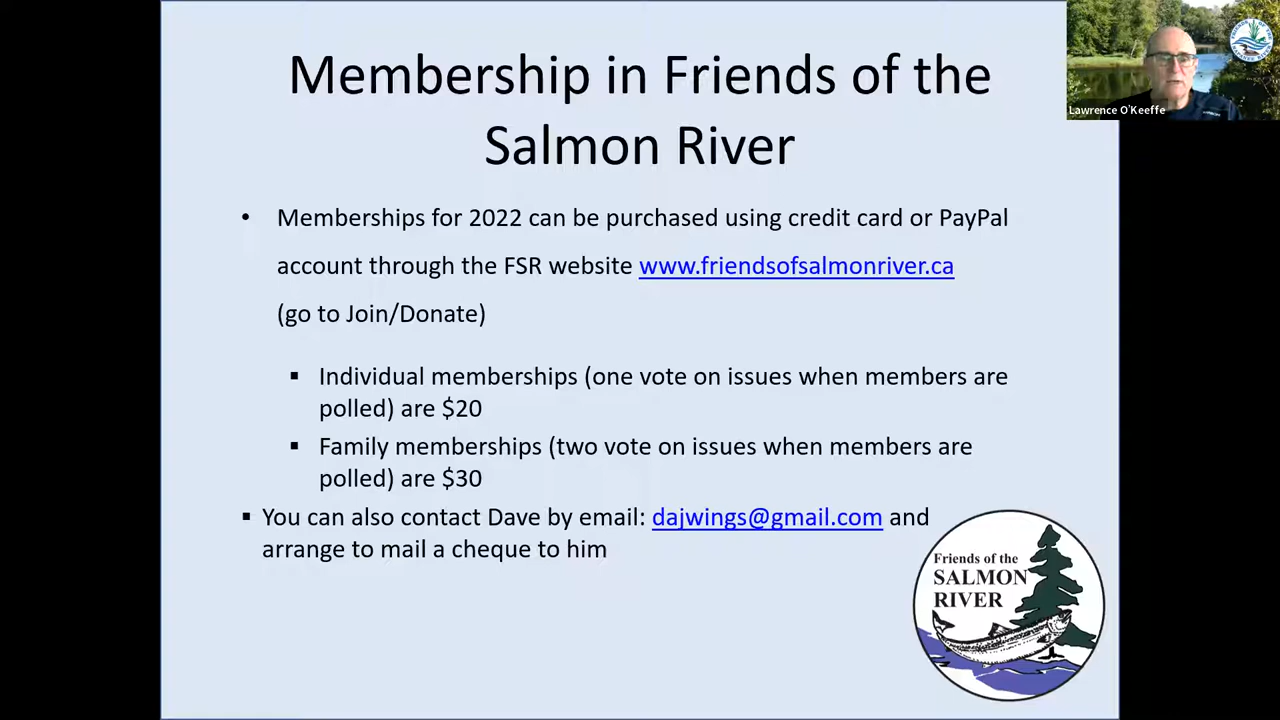 Membership in Friends of the
Salmon River
• Memberships for 2022 can be purchased using credit card or PayPal
account through the FSR website www.friendsofsalmonriver.ca
(go to Join/Donate)
▪ Individual memberships (one vote on issues when members are
polled) are $20
▪ Family memberships (two vote on issues when members are
polled) are $30
▪ You can also contact Dave by email: dajwings@gmail.com and
arrange to mail a cheque to him
Friends of the
SALMON
RIVER
Lawrence O'Keeffe